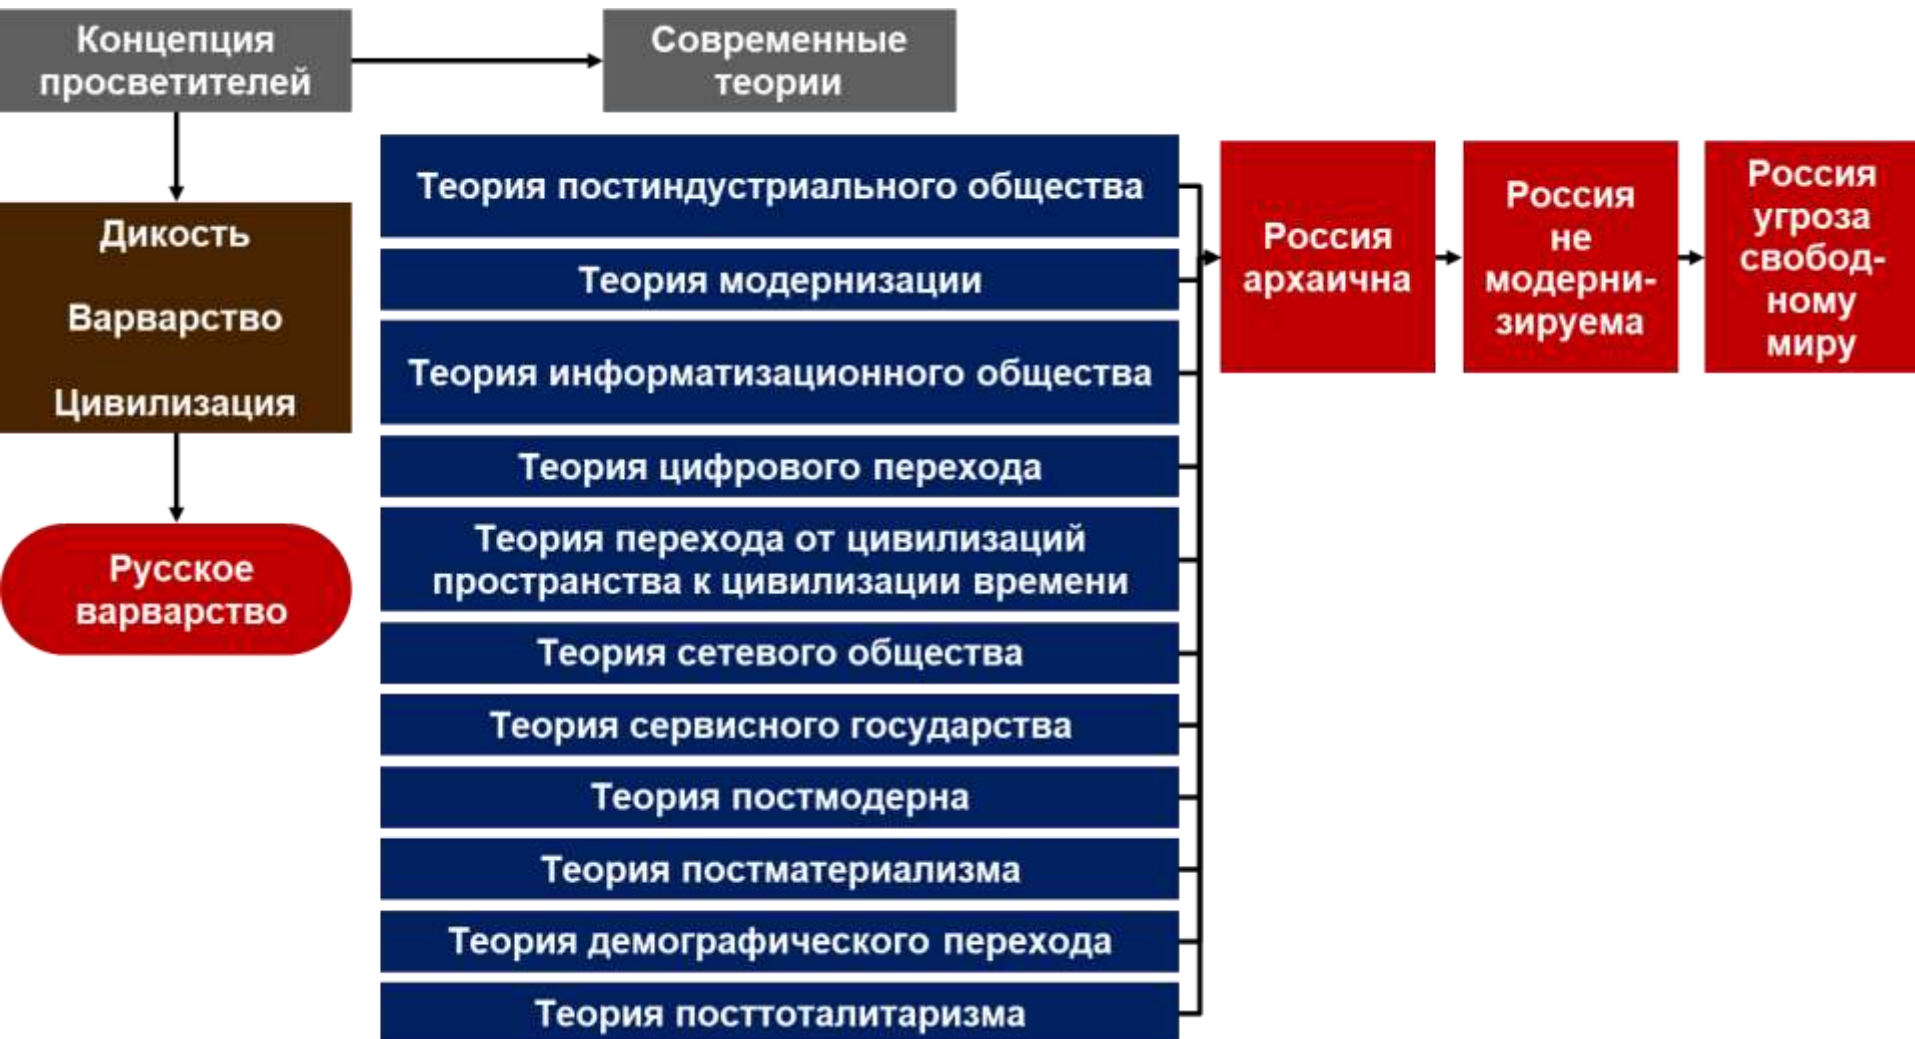 Концепция
просветителей
Современные
теории
Дикость
Варварство
Цивилизация
Русское
варварство
Теория постиндустриального общества
Теория модернизации
Теория информатизационного общества
Теория цифрового перехода
Теория перехода от цивилизаций
пространства к цивилизации времени
Теория сетевого общества
Теория сервисного государства
Теория постмодерна
Теория постматериализма
Теория демографического перехода
Теория посттоталитаризма
Россия
архаична
Россия
не
модерни-
зируема
Россия
угроза
свобод-
ному
миру